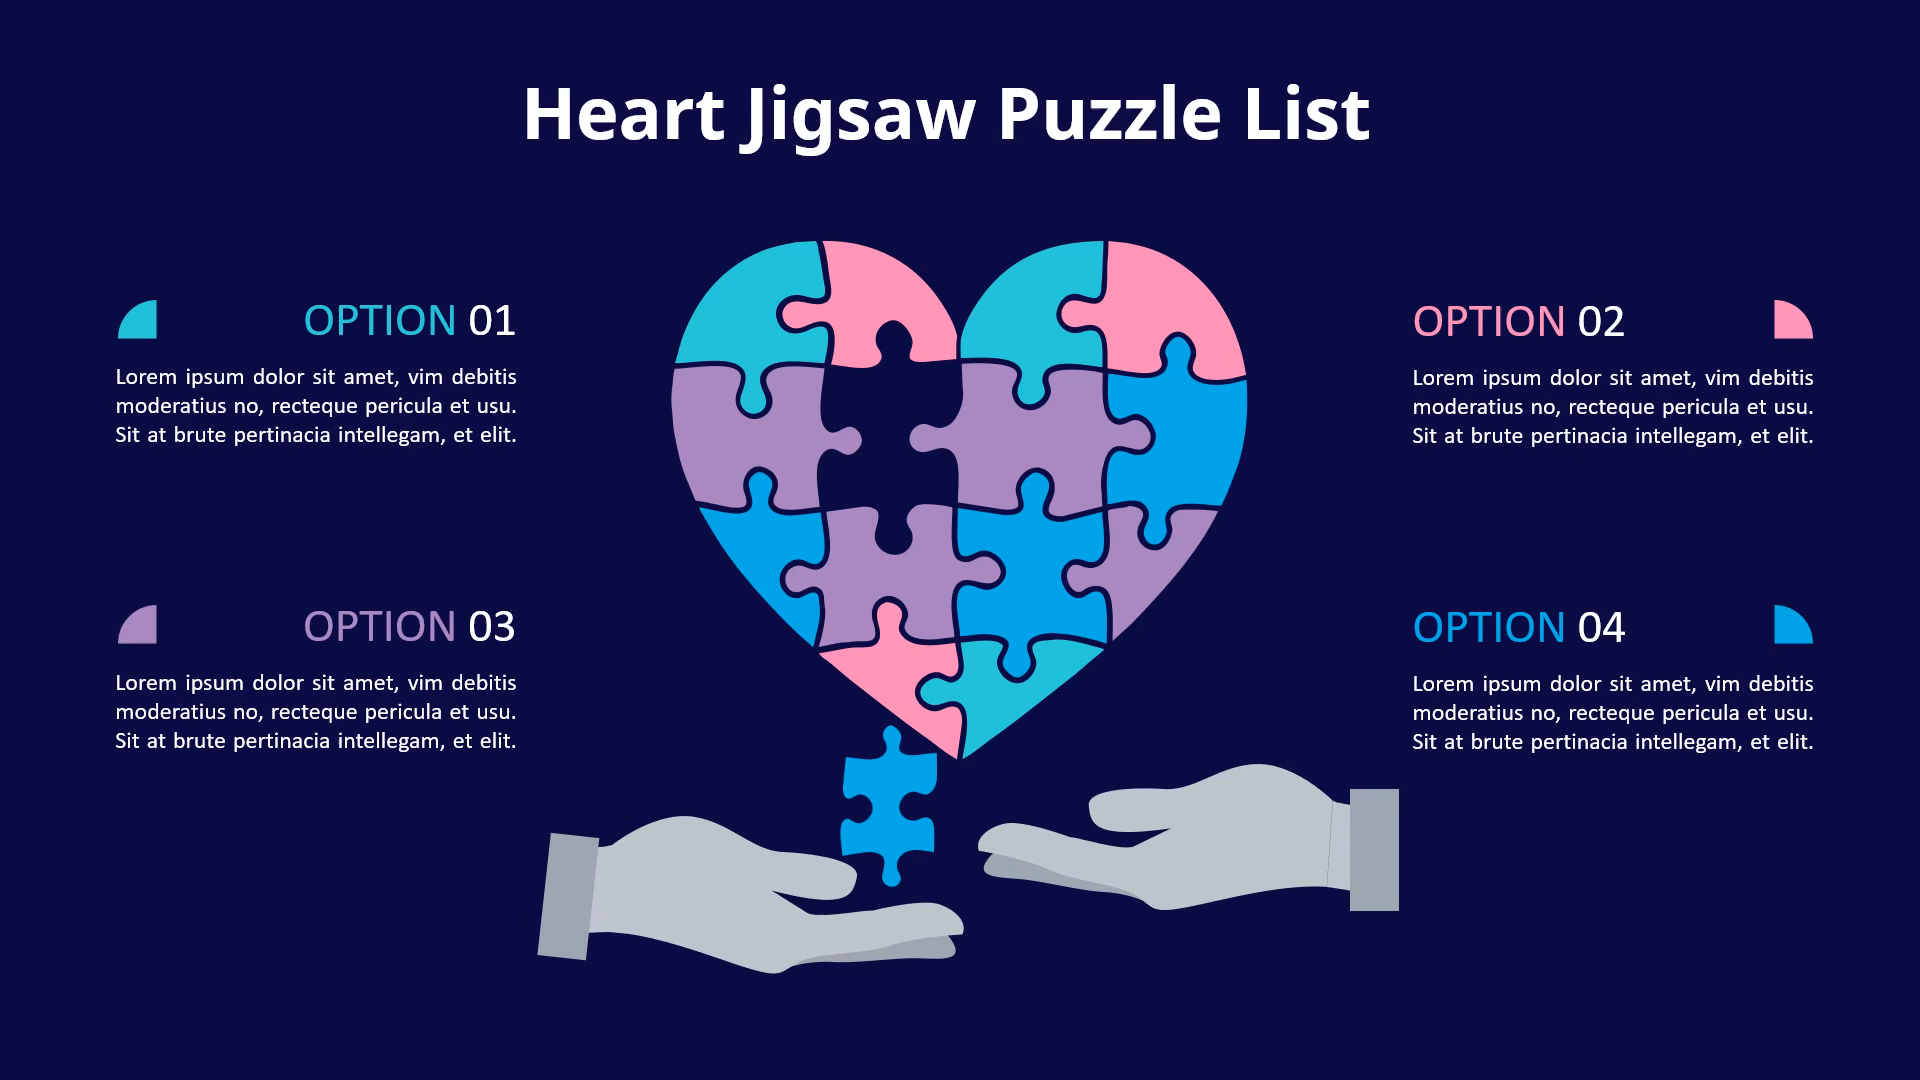 Heart Jigsaw Puzzle List
OPTION 01
Lorem ipsum dolor sit amet, vim debitis
moderatius no, recteque pericula et usu.
Sit at brute pertinacia intellegam, et elit.
OPTION 02
Lorem ipsum dolor sit amet, vim debitis
moderatius no, recteque pericula et usu.
Sit at brute pertinacia intellegam, et elit.
OPTION 03
Lorem ipsum dolor sit amet, vim debitis
moderatius no, recteque pericula et usu.
Sit at brute pertinacia intellegam, et elit.
OPTION 04
Lorem ipsum dolor sit amet, vim debitis
moderatius no, recteque pericula et usu.
Sit at brute pertinacia intellegam, et elit.